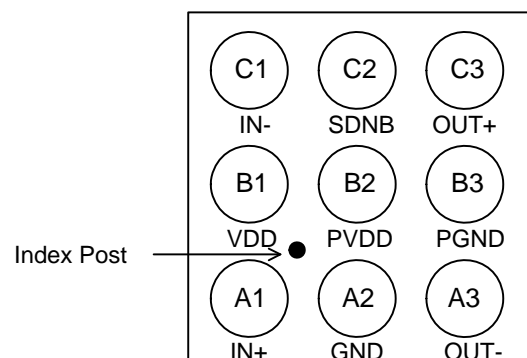 C1 C2 C3
IN- SDNB OUT+
B1 B2 B3
VDD PVDD PGND
Index Post
A1 A2 A3
IN+ GND OUT-